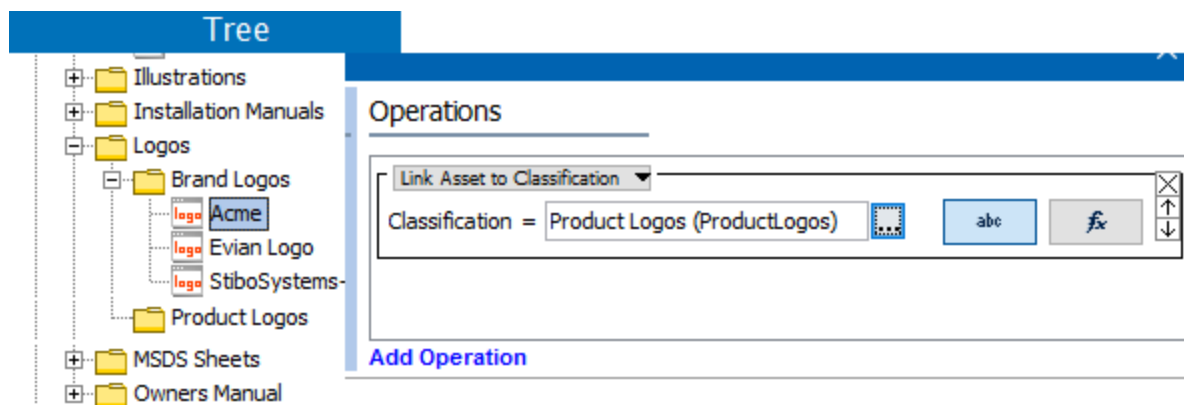 Tree
Illustrations
Installation Manuals
Logos
Brand Logos
logo Acme
logo Evian Logo
logo StiboSystems-
Product Logos
MSDS Sheets
Owners Manual
Operations
Link Asset to Classification
Classification = Product Logos (ProductLogos) ... abc fx
Add Operation